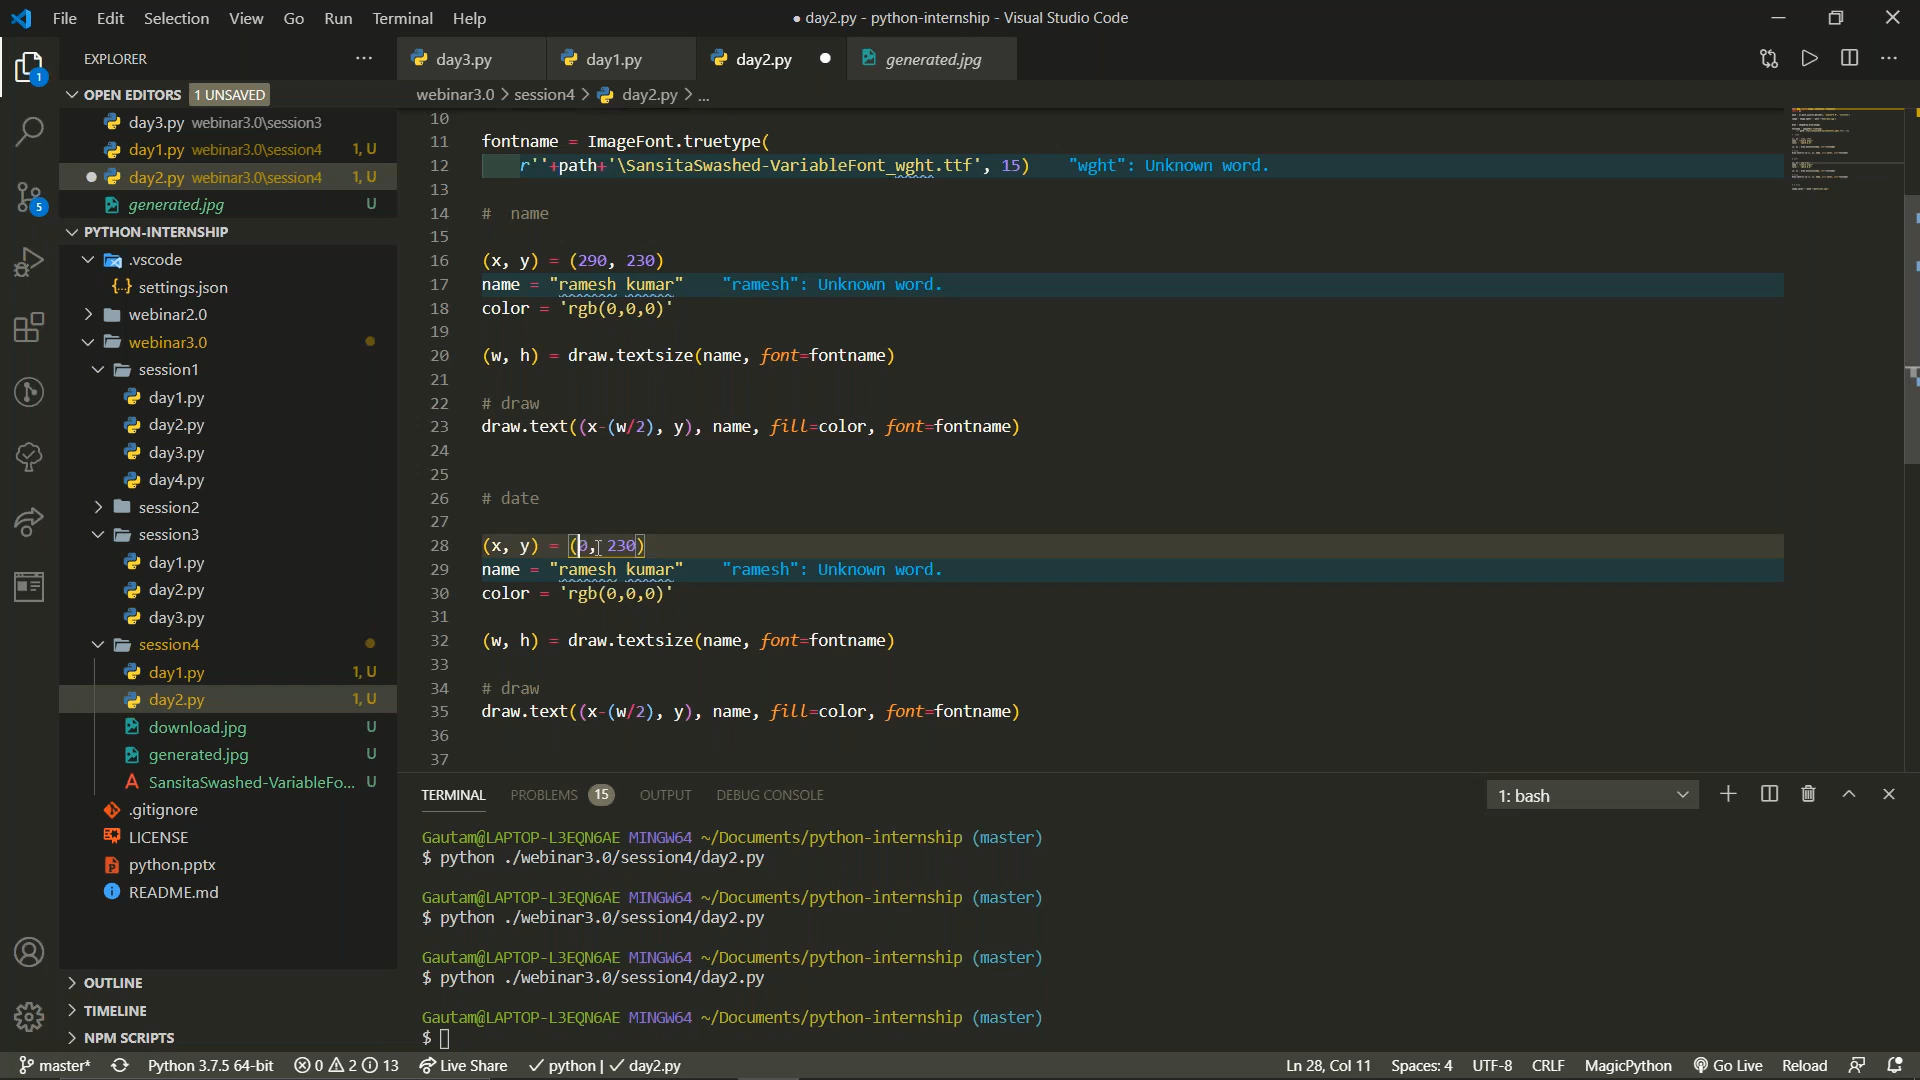 File Edit Selection View Go Run Terminal Help
● day2.py - python-internship - Visual Studio Code
EXPLORER
day3.py day1.py day2.py generated.jpg
OPEN EDITORS 1 UNSAVED
webinar3.0 > session4 > day2.py > ...
day3.py webinar3.0\session3
day1.py webinar3.0\session4 1, U
day2.py webinar3.0\session4 1, U
generated.jpg U
PYTHON-INTERNSHIP
.vscode
settings.json
webinar2.0
webinar3.0
session1
day1.py
day2.py
day3.py
day4.py
session2
session3
day1.py
day2.py
day3.py
session4
day1.py 1, U
day2.py 1, U
download.jpg U
generated.jpg U
SansitaSwashed-VariableFo... U
.gitignore
LICENSE
python.pptx
README.md
OUTLINE
TIMELINE
NPM SCRIPTS
1
5
10
11 fontname = ImageFont.truetype(
12 r''+path+'\SansitaSwashed-VariableFont_wght.ttf', 15) "wght": Unknown word.
13
14 # name
15
16 (x, y) = (290, 230)
17 name = "ramesh kumar" "ramesh": Unknown word.
18 color = 'rgb(0,0,0)'
19
20 (w, h) = draw.textsize(name, font=fontname)
21
22 # draw
23 draw.text((x-(w/2), y), name, fill=color, font=fontname)
24
25
26 # date
27
28 (x, y) = (0, 230)
29 name = "ramesh kumar" "ramesh": Unknown word.
30 color = 'rgb(0,0,0)'
31
32 (w, h) = draw.textsize(name, font=fontname)
33
34 # draw
35 draw.text((x-(w/2), y), name, fill=color, font=fontname)
36
37
TERMINAL PROBLEMS 15 OUTPUT DEBUG CONSOLE 1: bash
Gautam@LAPTOP-L3EQN6AE MINGW64 ~/Documents/python-internship (master)
$ python ./webinar3.0/session4/day2.py
Gautam@LAPTOP-L3EQN6AE MINGW64 ~/Documents/python-internship (master)
$ python ./webinar3.0/session4/day2.py
Gautam@LAPTOP-L3EQN6AE MINGW64 ~/Documents/python-internship (master)
$ python ./webinar3.0/session4/day2.py
Gautam@LAPTOP-L3EQN6AE MINGW64 ~/Documents/python-internship (master)
$
master* Python 3.7.5 64-bit 0 2 13 Live Share ✓ python | ✓ day2.py Ln 28, Col 11 Spaces: 4 UTF-8 CRLF MagicPython Go Live Reload